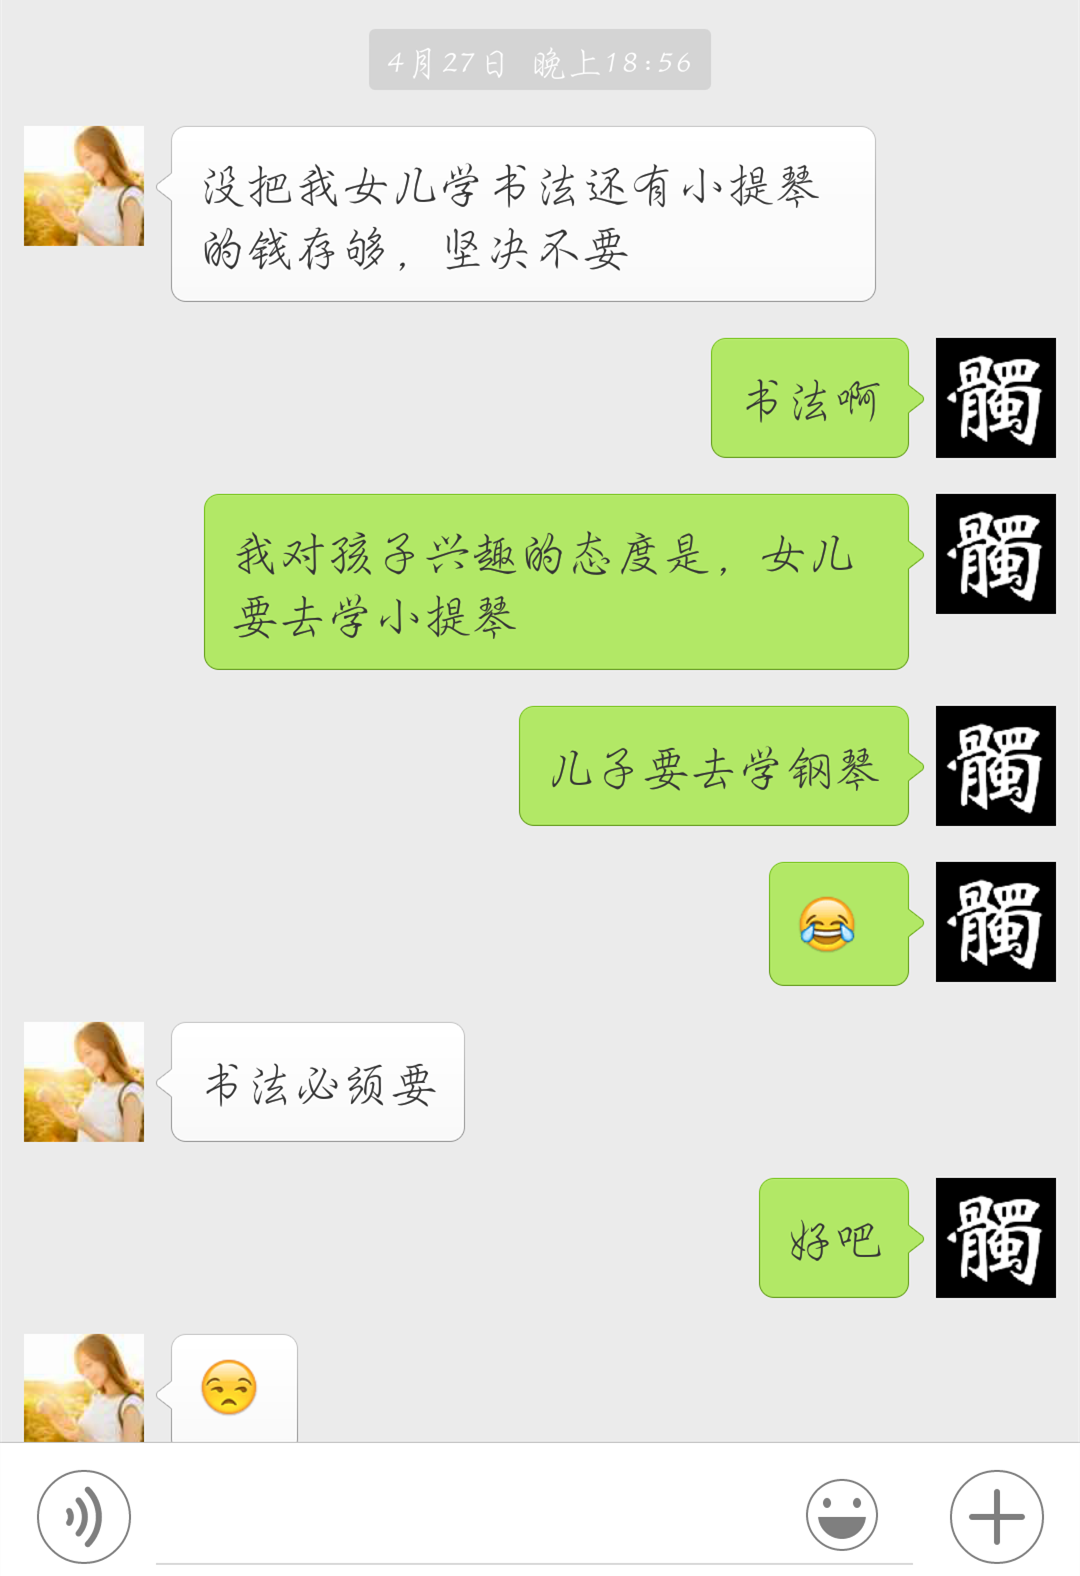 4月27日 晚上18:56
没把我女儿学书法还有小提琴
的钱存够，坚决不要
书法啊
髑
我对孩子兴趣的态度是，女儿
要去学小提琴
髑
儿子要去学钢琴
髑
髑
书法必须要
好吧
髑